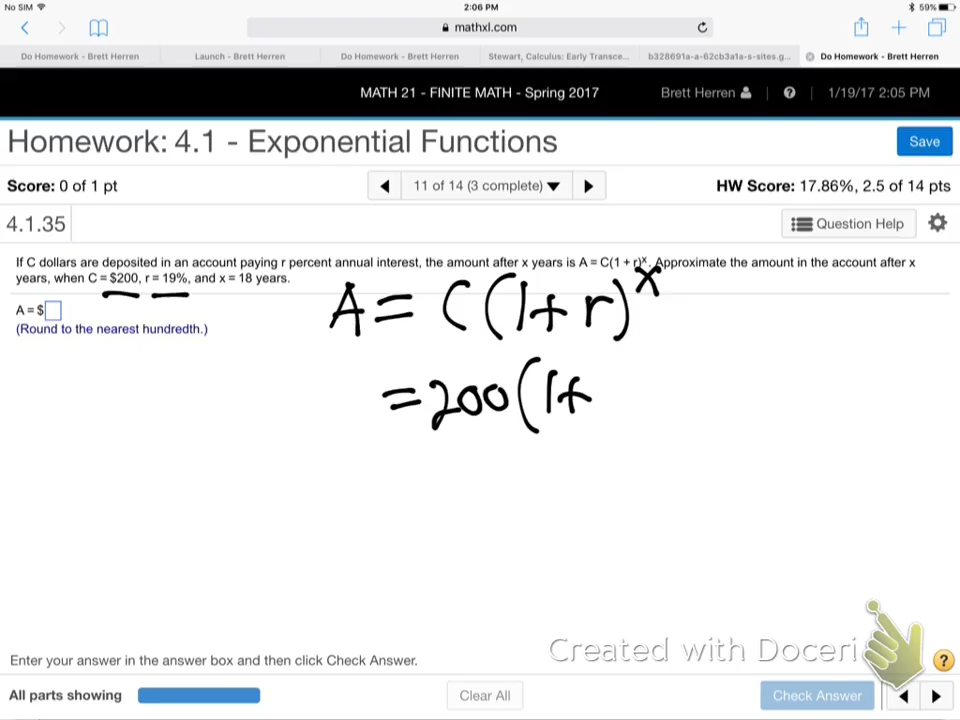 No SIM 2:06 PM 59%
mathxl.com
Do Homework - Brett Herren Launch - Brett Herren Do Homework - Brett Herren Stewart, Calculus: Early Transce... b328691a-a-62cb3a1a-s-sites.g... Do Homework - Brett Herren
MATH 21 - FINITE MATH - Spring 2017 Brett Herren ? 1/19/17 2:05 PM
Homework: 4.1 - Exponential Functions Save
Score: 0 of 1 pt 11 of 14 (3 complete) HW Score: 17.86%, 2.5 of 14 pts
4.1.35 Question Help
If C dollars are deposited in an account paying r percent annual interest, the amount after x years is A = C(1 + r)ˣ. Approximate the amount in the account after x
years, when C = $200, r = 19%, and x = 18 years.
A = $
(Round to the nearest hundredth.)
A = C(1+r)ˣ
=200(1+
Created with Doceri
Enter your answer in the answer box and then click Check Answer. ?
All parts showing Clear All Check Answer